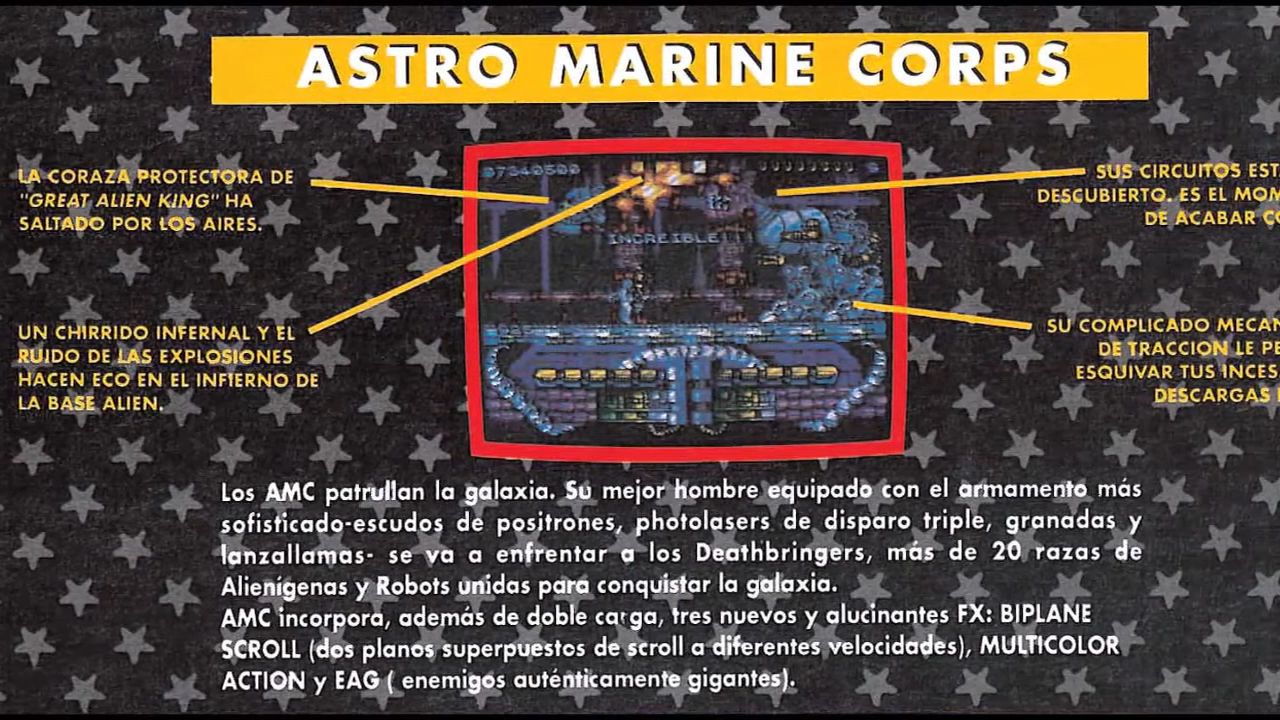 ASTRO MARINE CORPS
LA CORAZA PROTECTORA DE
"GREAT ALIEN KING" HA
SALTADO POR LOS AIRES.
UN CHIRRIDO INFERNAL Y EL
RUIDO DE LAS EXPLOSIONES
HACEN ECO EN EL INFIERNO DE
LA BASE ALIEN.
INCREIBLE!
SUS CIRCUITOS
DESCUBIERTO. ES EL
DE ACABAR
SU COMPLICADO
DE TRACCION LE
ESQUIVAR TUS
DESCARGAS
Los AMC patrullan la galaxia. Su mejor hombre equipado con el armamento más
sofisticado-escudos de positrones, photolasers de disparo triple, granadas y
lanzallamas- se va a enfrentar a los Deathbringers, más de 20 razas de
Alienígenas y Robots unidas para conquistar la galaxia.
AMC incorpora, además de doble carga, tres nuevos y alucinantes FX: BIPLANE
SCROLL (dos planos superpuestos de scroll a diferentes velocidades), MULTICOLOR
ACTION y EAG ( enemigos auténticamente gigantes).